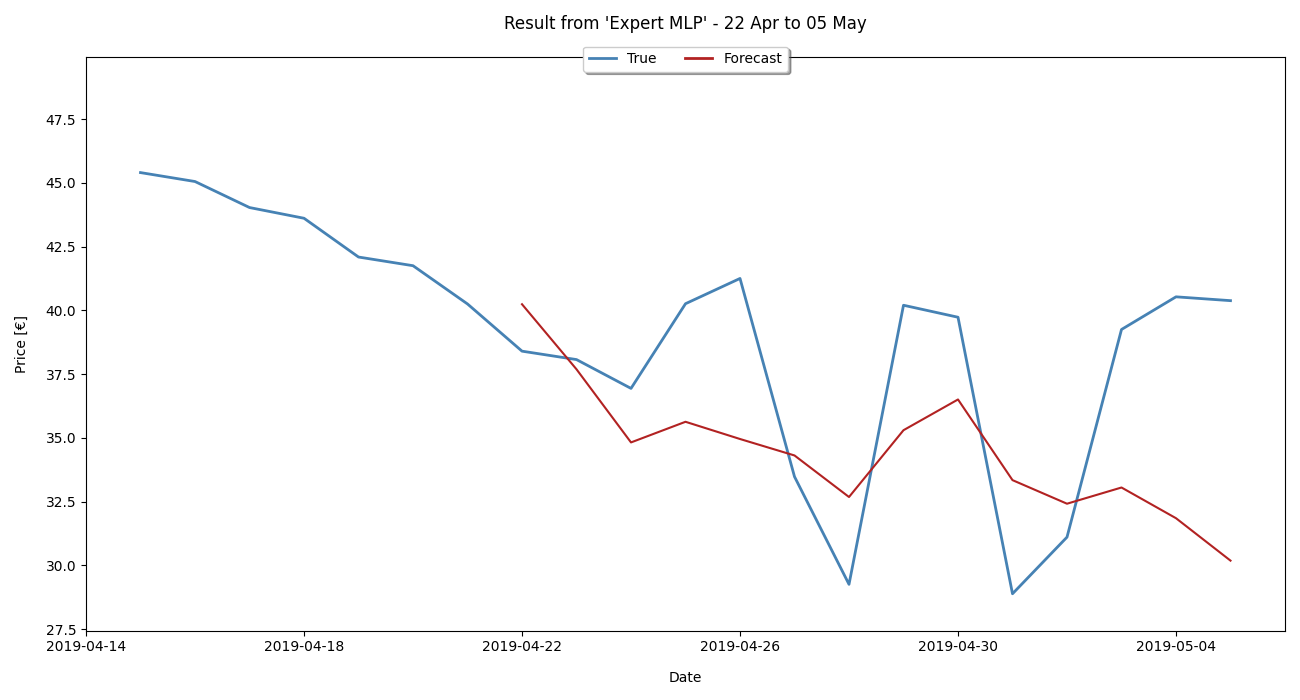 Result from 'Expert MLP' - 22 Apr to 05 May
True Forecast
47.5
45.0
42.5
40.0
37.5
35.0
32.5
30.0
27.5
Price [€]
2019-04-14 2019-04-18 2019-04-22 2019-04-26 2019-04-30 2019-05-04
Date